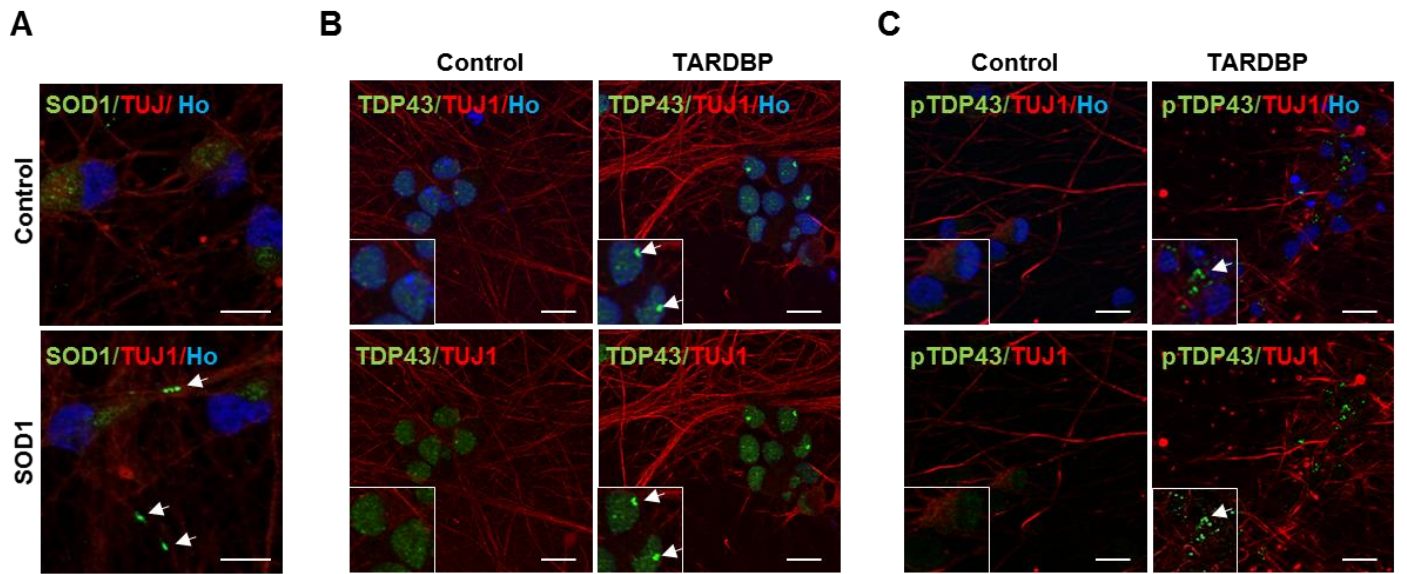 A
B
C
Control
TARDBP
Control
TARDBP
Control
SOD1/TUJ/ Ho
TDP43/TUJ1/Ho
TDP43/TUJ1/Ho
pTDP43/TUJ1/Ho
pTDP43/TUJ1/Ho
SOD1
SOD1/TUJ1/Ho
TDP43/TUJ1
TDP43/TUJ1
pTDP43/TUJ1
pTDP43/TUJ1